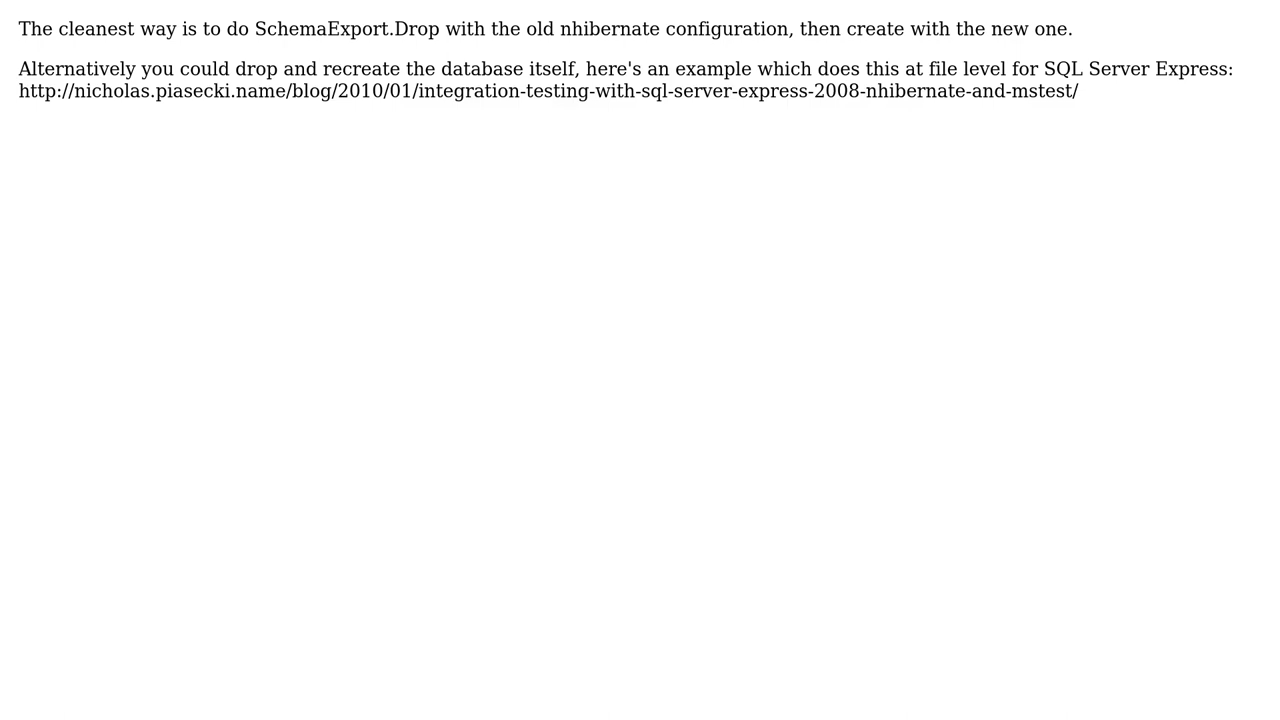 The cleanest way is to do SchemaExport.Drop with the old nhibernate configuration, then create with the new one.
Alternatively you could drop and recreate the database itself, here's an example which does this at file level for SQL Server Express:
http://nicholas.piasecki.name/blog/2010/01/integration-testing-with-sql-server-express-2008-nhibernate-and-mstest/